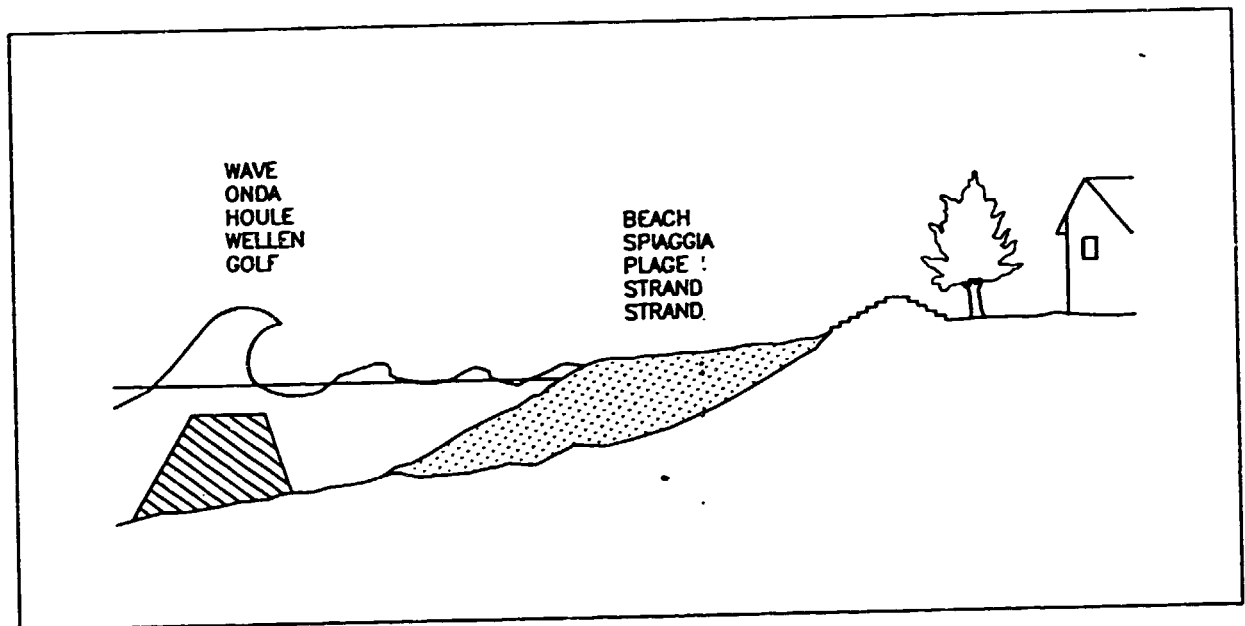 WAVE
ONDA
HOULE
WELLEN
GOLF
BEACH
SPIAGGIA
PLAGE !
STRAND
STRAND